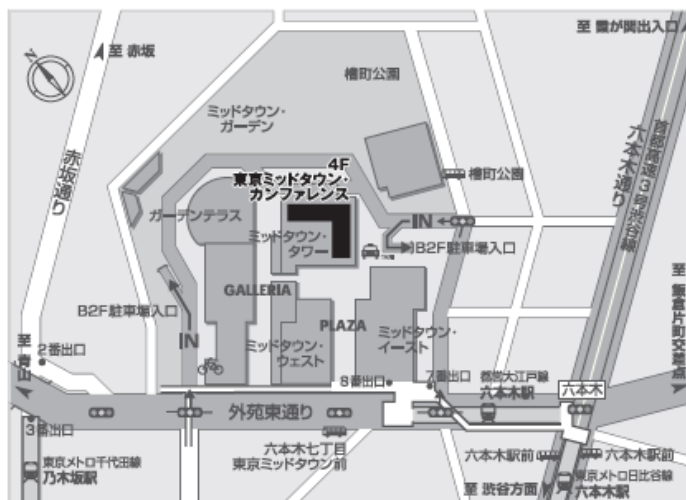 至 霞が関出入口
N
至 赤坂
檜町公園
ミッドタウン・
ガーデン
赤坂通り
首都高速3号渋谷線
六本木通り
4F
東京ミッドタウン・
カンファレンス
檜町公園
ガーデンテラス
ミッドタウン・
タワー
IN
B2F駐車場入口
至 飯倉片町交差点
GALLERIA
B2F駐車場入口
PLAZA
ミッドタウン・
イースト
IN
ミッドタウン・
ウェスト
2番出口
8番出口
7番出口
都営大江戸線
六本木駅
六本木
外苑東通り
3番出口
六本木七丁目
東京ミッドタウン前
東京メトロ千代田線
乃木坂駅
六本木駅前
六本木駅前
至 渋谷方面
東京メトロ日比谷線
六本木駅